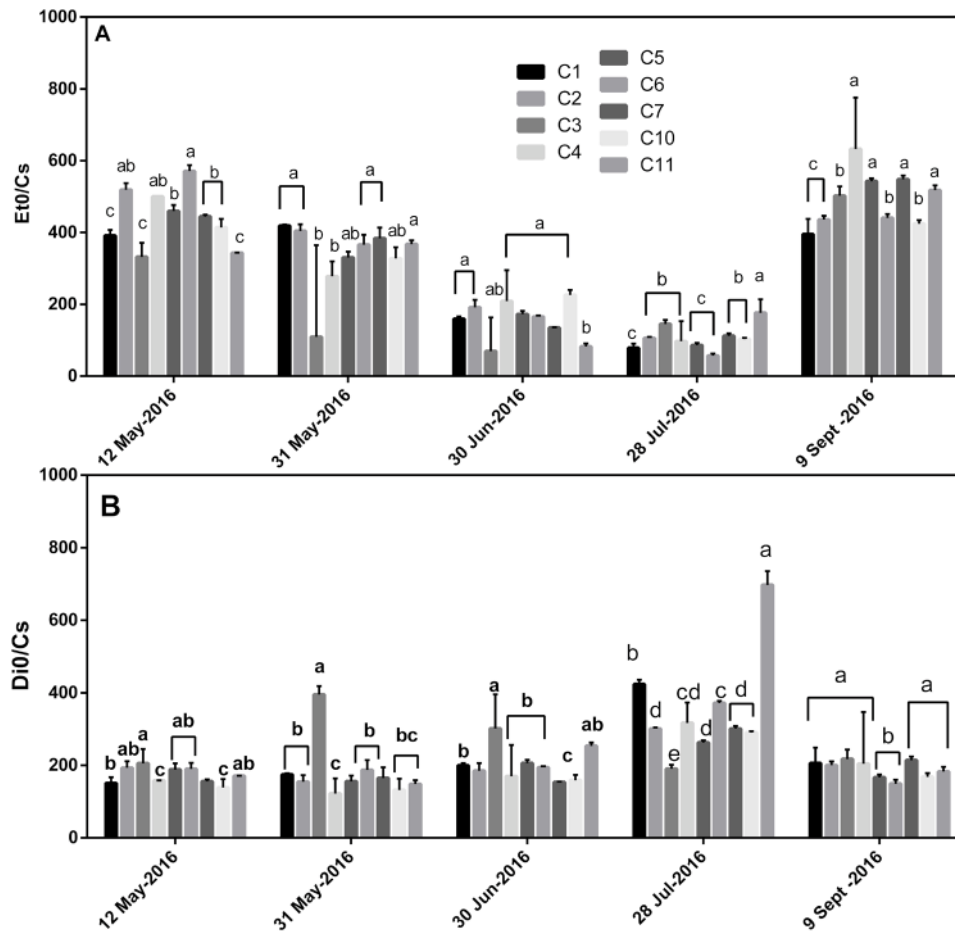 A
Et0/Cs
1000
800
600
400
200
0
C1
C2
C3
C4
C5
C6
C7
C10
C11
c ab c ab b a b c
a b b ab a ab a
a ab a b
c b c b a
c b a a b a b a
12 May-2016
31 May-2016
30 Jun-2016
28 Jul-2016
9 Sept -2016
B
Di0/Cs
1000
800
600
400
200
0
b ab a c ab c ab
b a c b bc
b a b c ab
b d e cd d c d a
a b a
12 May-2016
31 May-2016
30 Jun-2016
28 Jul-2016
9 Sept -2016